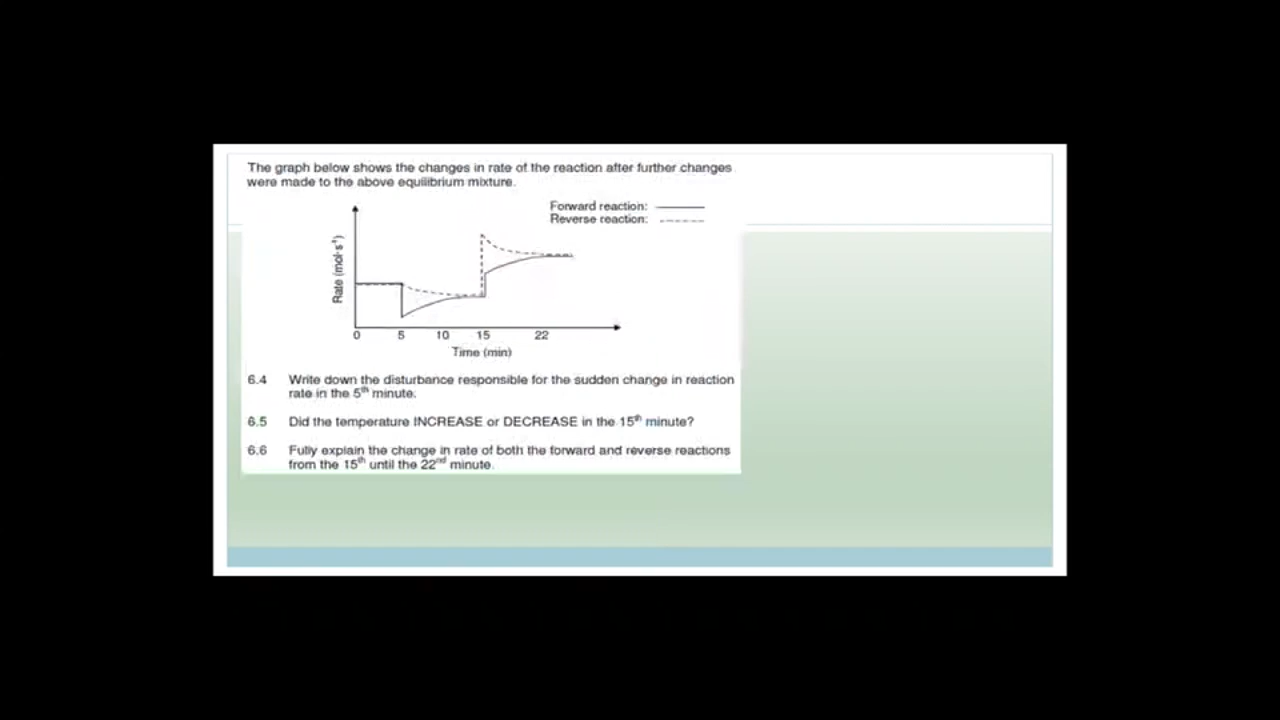 The graph below shows the changes in rate of the reaction after further changes
were made to the above equilibrium mixture.
Forward reaction:
Reverse reaction:
Rate (mol·s⁻¹)
0 5 10 15 22
Time (min)
6.4 Write down the disturbance responsible for the sudden change in reaction
rate in the 5th minute.
6.5 Did the temperature INCREASE or DECREASE in the 15th minute?
6.6 Fully explain the change in rate of both the forward and reverse reactions
from the 15th until the 22nd minute.